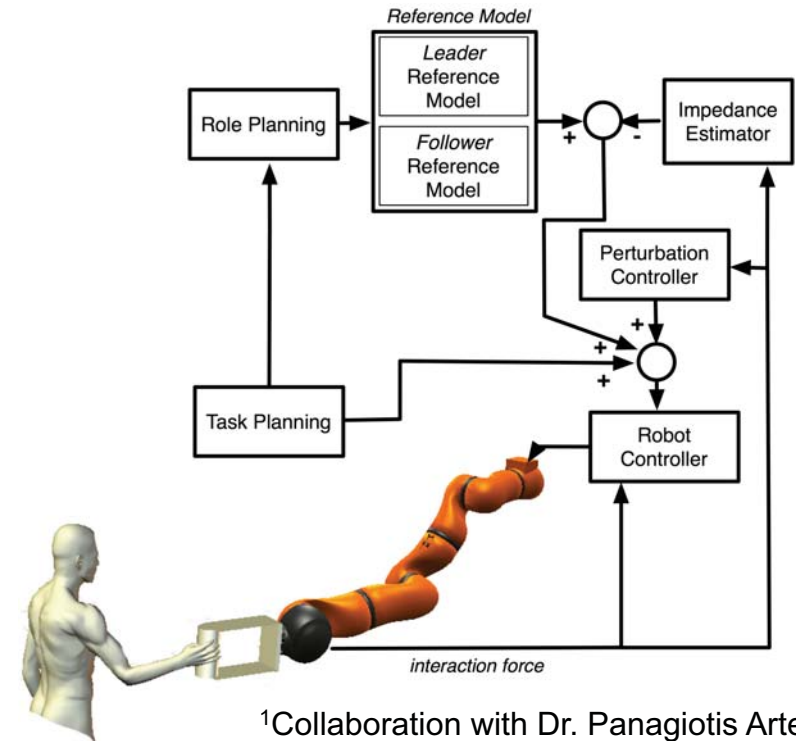 Reference Model
Leader
Reference
Model
Follower
Reference
Model
Role Planning
Impedance
Estimator
+
-
Perturbation
Controller
+
+
+
Task Planning
Robot
Controller
interaction force
¹Collaboration with Dr. Panagiotis Arte